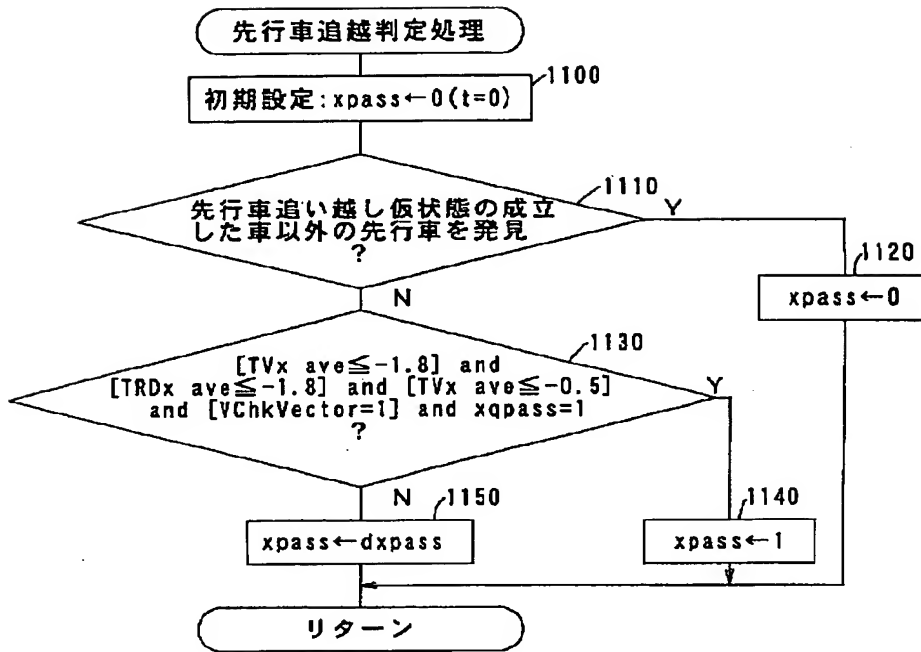 先行車追越判定処理
1100
初期設定:xpass←0(t=0)
1110
先行車追い越し仮状態の成立
した車以外の先行車を発見
?
Y
1120
xpass←0
N
1130
[TVx ave≦-1.8] and
[TRDx ave≦-1.8] and [TVx ave≦-0.5]
and [VChkVector=1] and xqpass=1
?
Y
N
1150
xpass←dxpass
1140
xpass←1
リターン